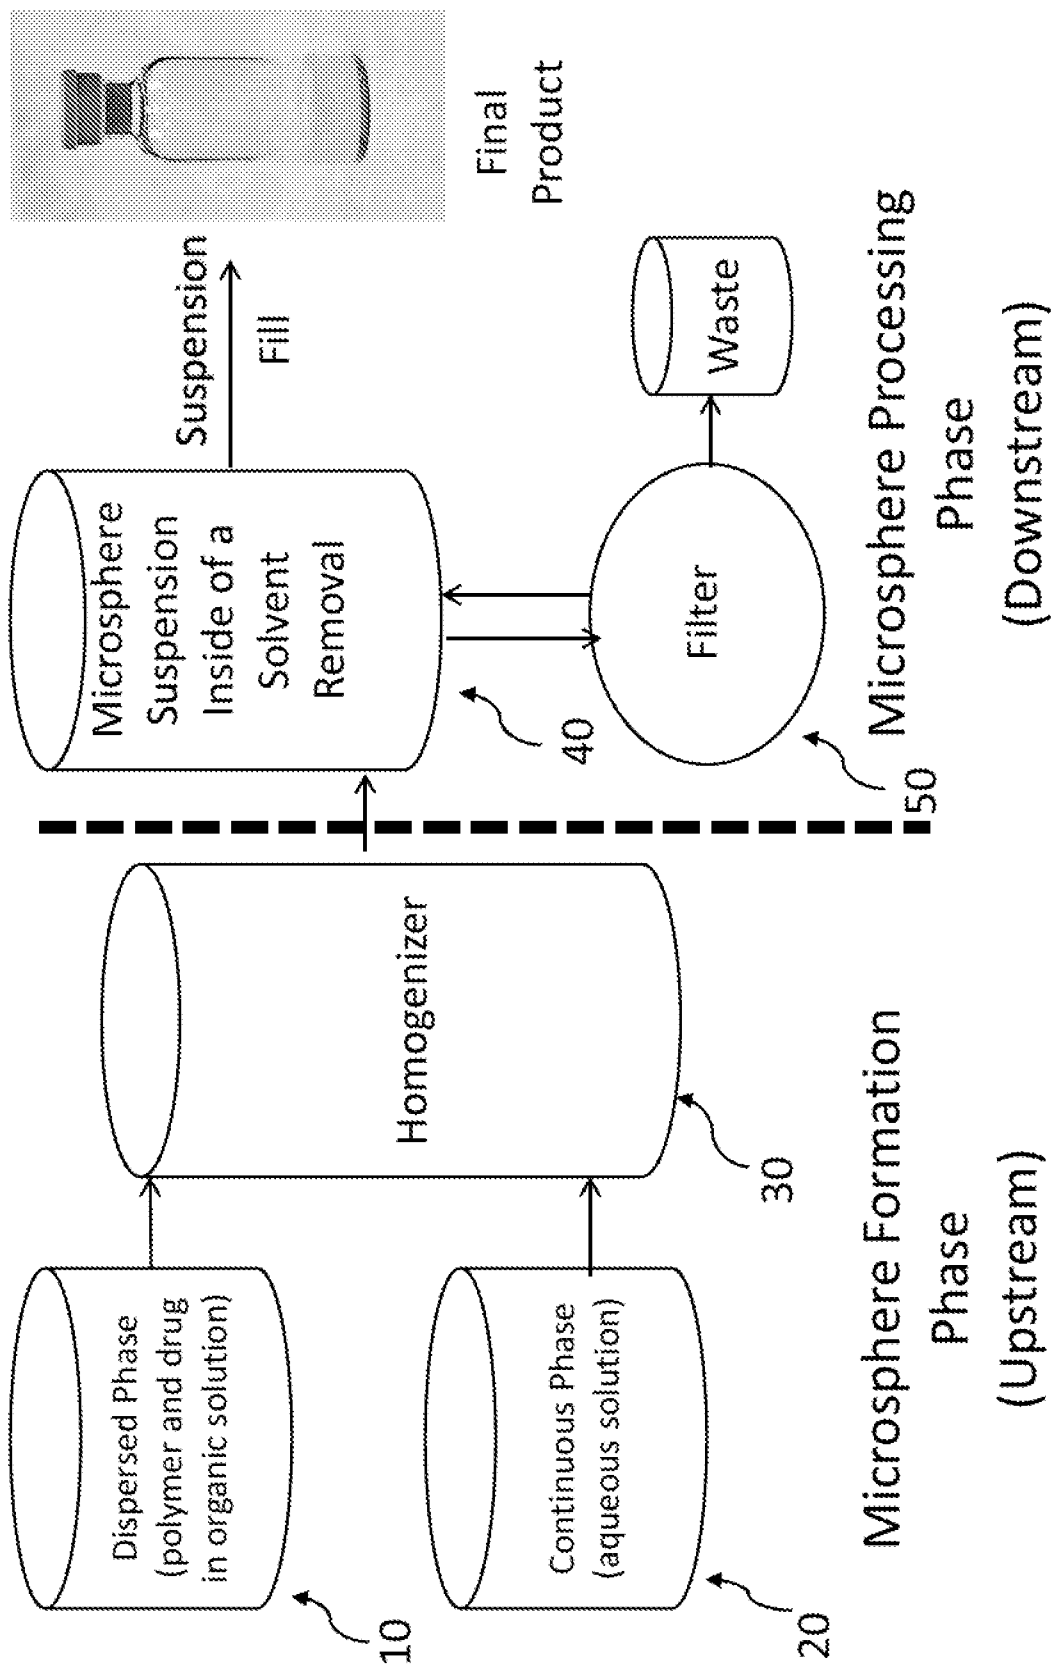 Dispersed Phase
(polymer and drug
in organic solution)
10
Continuous Phase
(aqueous solution)
20
Homogenizer
30
Microsphere Formation
Phase
(Upstream)
Microsphere
Suspension
Inside of a
Solvent
Removal
40
Suspension
Fill
Final
Product
Filter
50
Waste
Microsphere Processing
Phase
(Downstream)